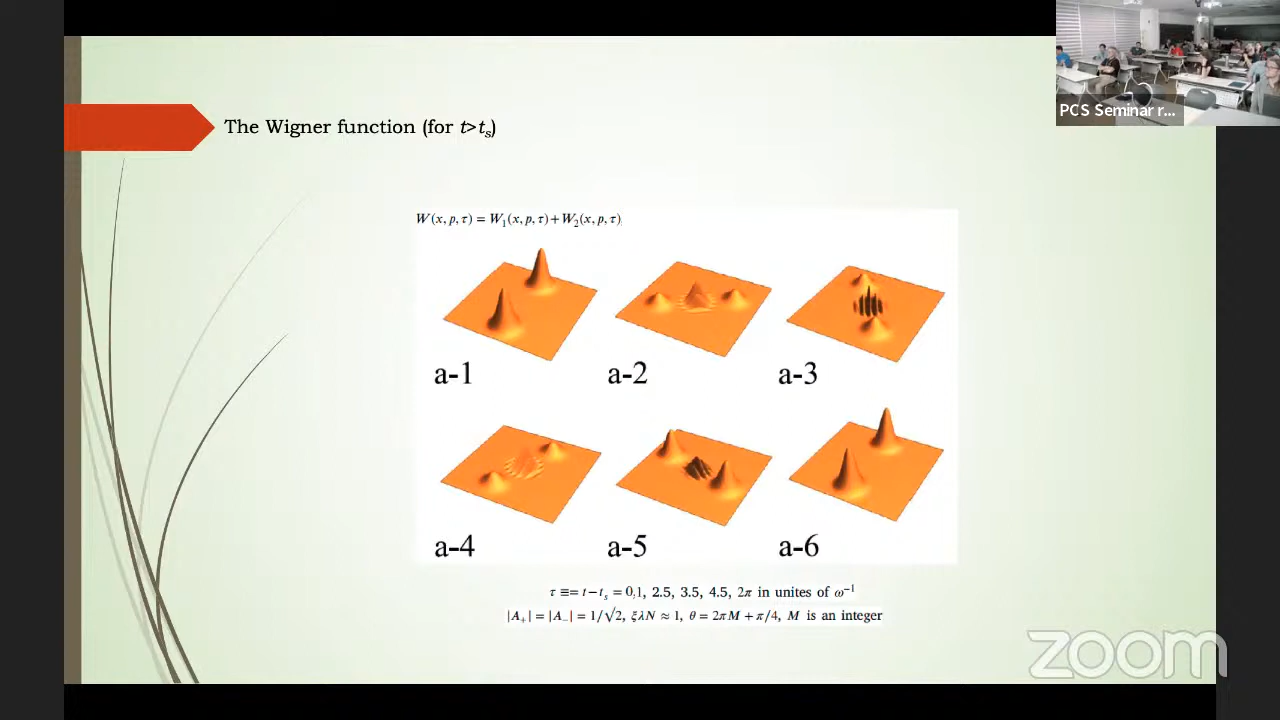 PCS Seminar r...
The Wigner function (for t>tₛ)
W(x, p, τ) = W₁(x, p, τ) + W₂(x, p, τ)
a-1
a-2
a-3
a-4
a-5
a-6
τ ≡= t−tₛ = 0,1, 2.5, 3.5, 4.5, 2π in unites of ω⁻¹
|A₊| = |A₋| = 1/√2, ξλN ≈ 1, θ = 2πM + π/4, M is an integer
zoom